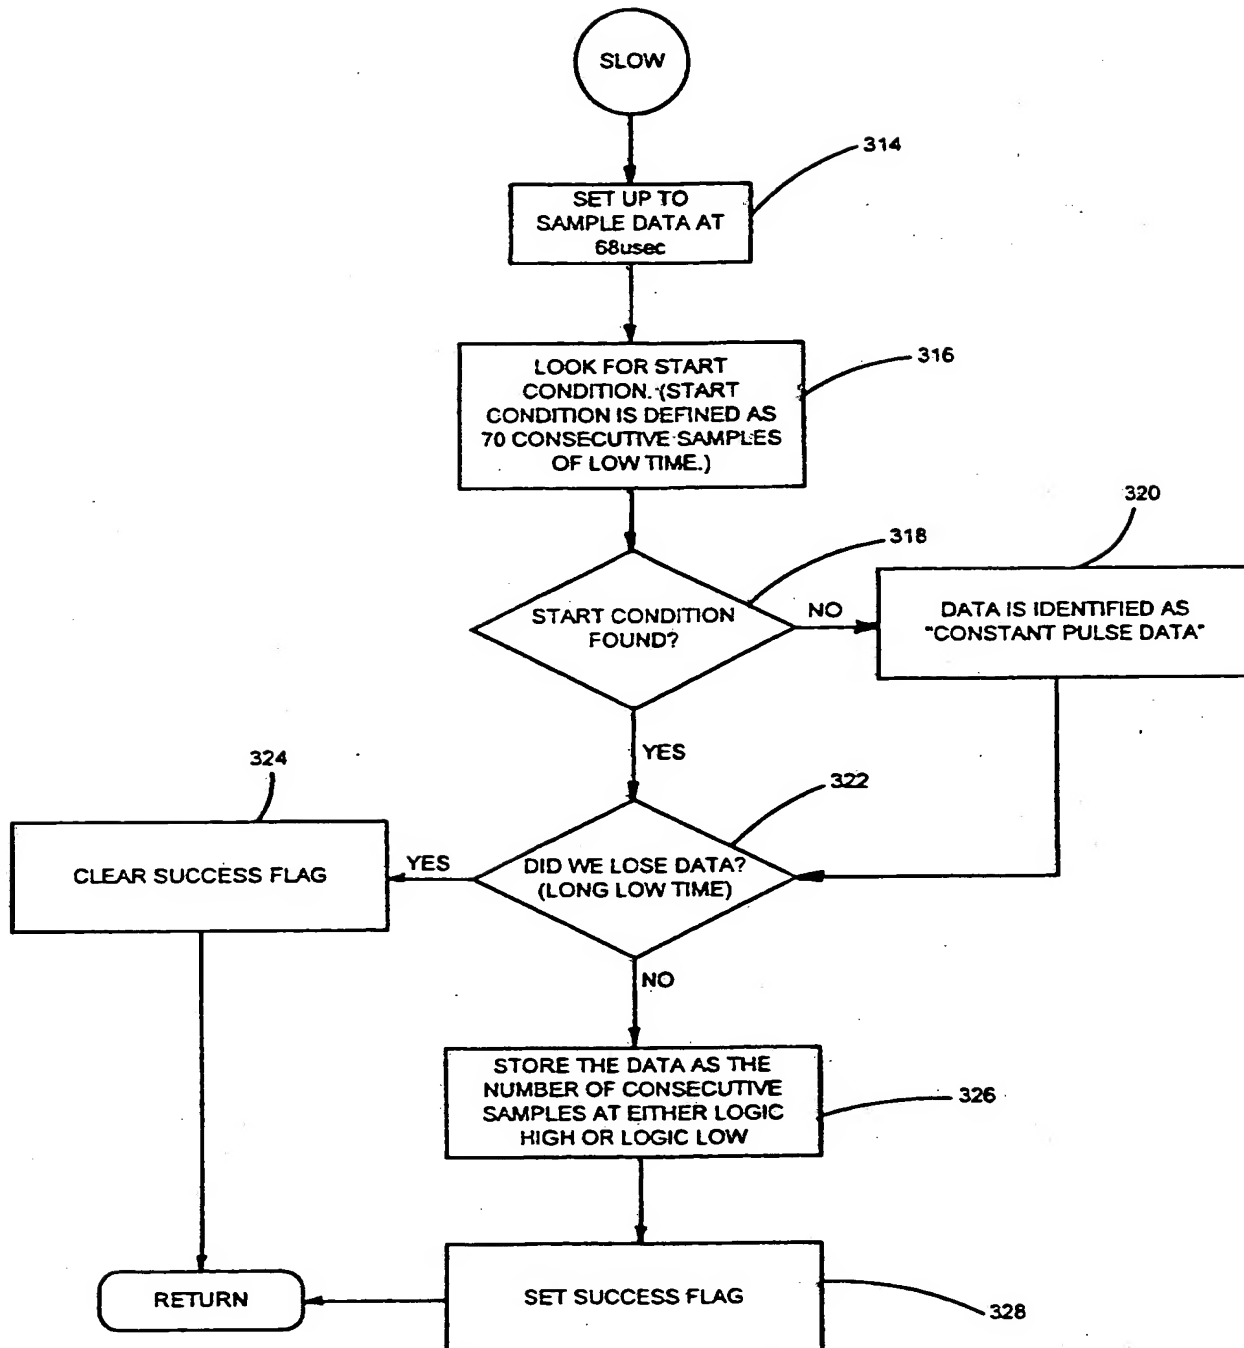 SLOW
314
SET UP TO
SAMPLE DATA AT
68usec
316
LOOK FOR START
CONDITION. (START
CONDITION IS DEFINED AS
70 CONSECUTIVE SAMPLES
OF LOW TIME.)
318
START CONDITION
FOUND?
NO
320
DATA IS IDENTIFIED AS
"CONSTANT PULSE DATA"
YES
322
DID WE LOSE DATA?
(LONG LOW TIME)
YES
324
CLEAR SUCCESS FLAG
NO
STORE THE DATA AS THE
NUMBER OF CONSECUTIVE
SAMPLES AT EITHER LOGIC
HIGH OR LOGIC LOW
326
SET SUCCESS FLAG
328
RETURN